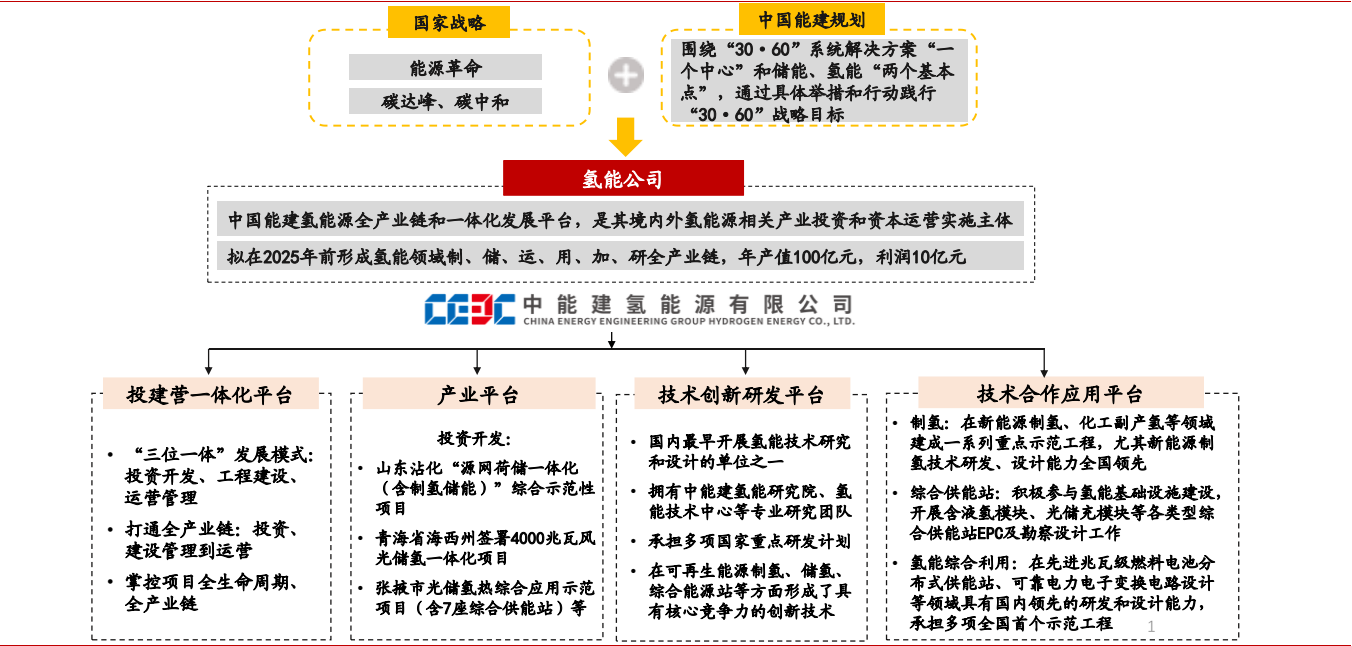 国家战略
能源革命
碳达峰、碳中和
中国能建规划
围绕“30·60”系统解决方案“一
个中心”和储能、氢能“两个基本
点”，通过具体举措和行动践行
“30·60”战略目标
氢能公司
中国能建氢能源全产业链和一体化发展平台，是其境内外氢能源相关产业投资和资本运营实施主体
拟在2025年前形成氢能领域制、储、运、用、加、研全产业链，年产值100亿元，利润10亿元
CEEC 中能建氢能源有限公司
CHINA ENERGY ENGINEERING GROUP HYDROGEN ENERGY CO., LTD.
投建营一体化平台
• “三位一体”发展模式：
投资开发、工程建设、
运营管理
• 打通全产业链：投资、
建设管理到运营
• 掌控项目全生命周期、
全产业链
产业平台
投资开发：
• 山东沾化“源网荷储一体化
（含制氢储能）”综合示范性
项目
• 青海省海西州签署4000兆瓦风
光储氢一体化项目
• 张掖市光储氢热综合应用示范
项目（含7座综合供能站）等
技术创新研发平台
• 国内最早开展氢能技术研究
和设计的单位之一
• 拥有中能建氢能研究院、氢
能技术中心等专业研究团队
• 承担多项国家重点研发计划
• 在可再生能源制氢、储氢、
综合能源站等方面形成了具
有核心竞争力的创新技术
技术合作应用平台
• 制氢：在新能源制氢、化工副产氢等领域
建成一系列重点示范工程，尤其新能源制
氢技术研发、设计能力全国领先
• 综合供能站：积极参与氢能基础设施建设，
开展含液氢模块、光储充模块等各类型综
合供能站EPC及勘察设计工作
• 氢能综合利用：在先进兆瓦级燃料电池分
布式供能站、可靠电力电子变换电路设计
等领域具有国内领先的研发和设计能力，
承担多项全国首个示范工程
1